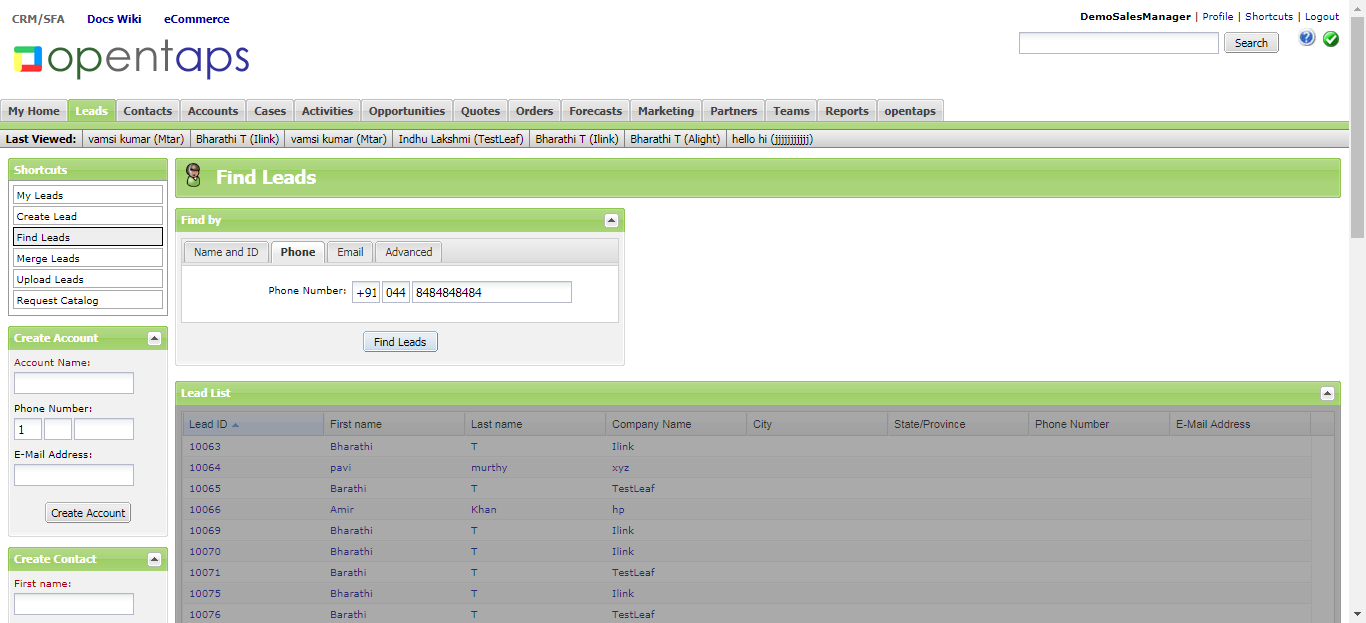 CRM/SFA Docs Wiki eCommerce
DemoSalesManager | Profile | Shortcuts | Logout
opentaps
Search
My Home Leads Contacts Accounts Cases Activities Opportunities Quotes Orders Forecasts Marketing Partners Teams Reports opentaps
Last Viewed: vamsi kumar (Mtar) Bharathi T (Ilink) vamsi kumar (Mtar) Indhu Lakshmi (TestLeaf) Bharathi T (Ilink) Bharathi T (Alight) hello hi (jjjjjjjjjjjj)
Shortcuts
My Leads
Create Lead
Find Leads
Merge Leads
Upload Leads
Request Catalog
Create Account
Account Name:
Phone Number:
1
E-Mail Address:
Create Account
Create Contact
First name:
Find Leads
Find by
Name and ID Phone Email Advanced
Phone Number: +91 044 8484848484
Find Leads
Lead List
Lead ID First name Last name Company Name City State/Province Phone Number E-Mail Address
10063 Bharathi T Ilink
10064 pavi murthy xyz
10065 Barathi T TestLeaf
10066 Amir Khan hp
10069 Bharathi T Ilink
10070 Bharathi T Ilink
10071 Barathi T TestLeaf
10075 Bharathi T Ilink
10076 Barathi T TestLeaf